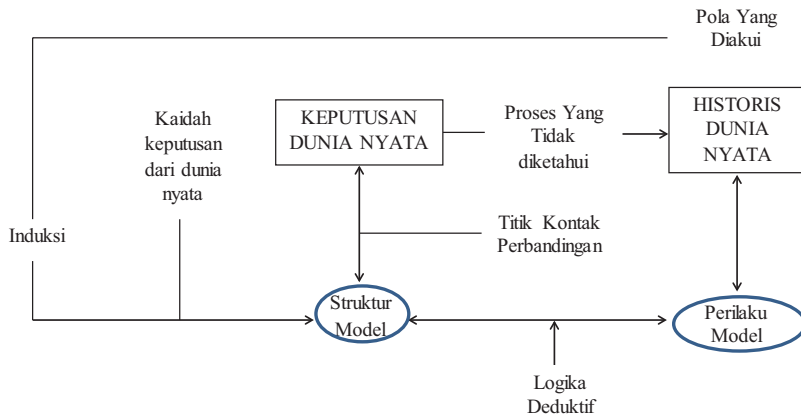 Pola Yang
Diakui
Kaidah
keputusan
dari dunia
nyata
KEPUTUSAN
DUNIA NYATA
Proses Yang
Tidak
diketahui
HISTORIS
DUNIA
NYATA
Induksi
Titik Kontak
Perbandingan
Struktur
Model
Perilaku
Model
Logika
Deduktif